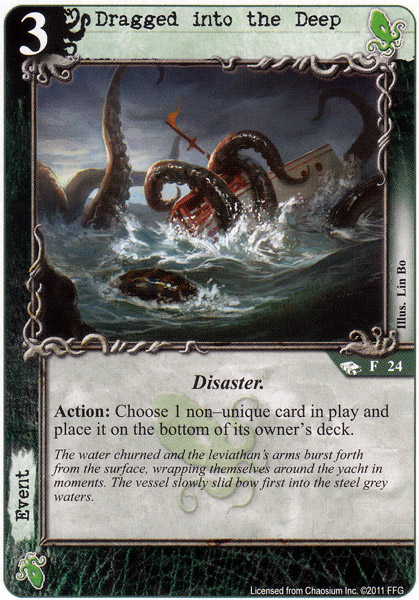 3 Dragged into the Deep
Illus. Lin Bo
F 24
Disaster.
Action: Choose 1 non–unique card in play and
place it on the bottom of its owner's deck.
The water churned and the leviathan's arms burst forth
from the surface, wrapping themselves around the yacht in
moments. The vessel slowly slid bow first into the steel grey
waters.
Event
Licensed from Chaosium Inc. ©2011 FFG